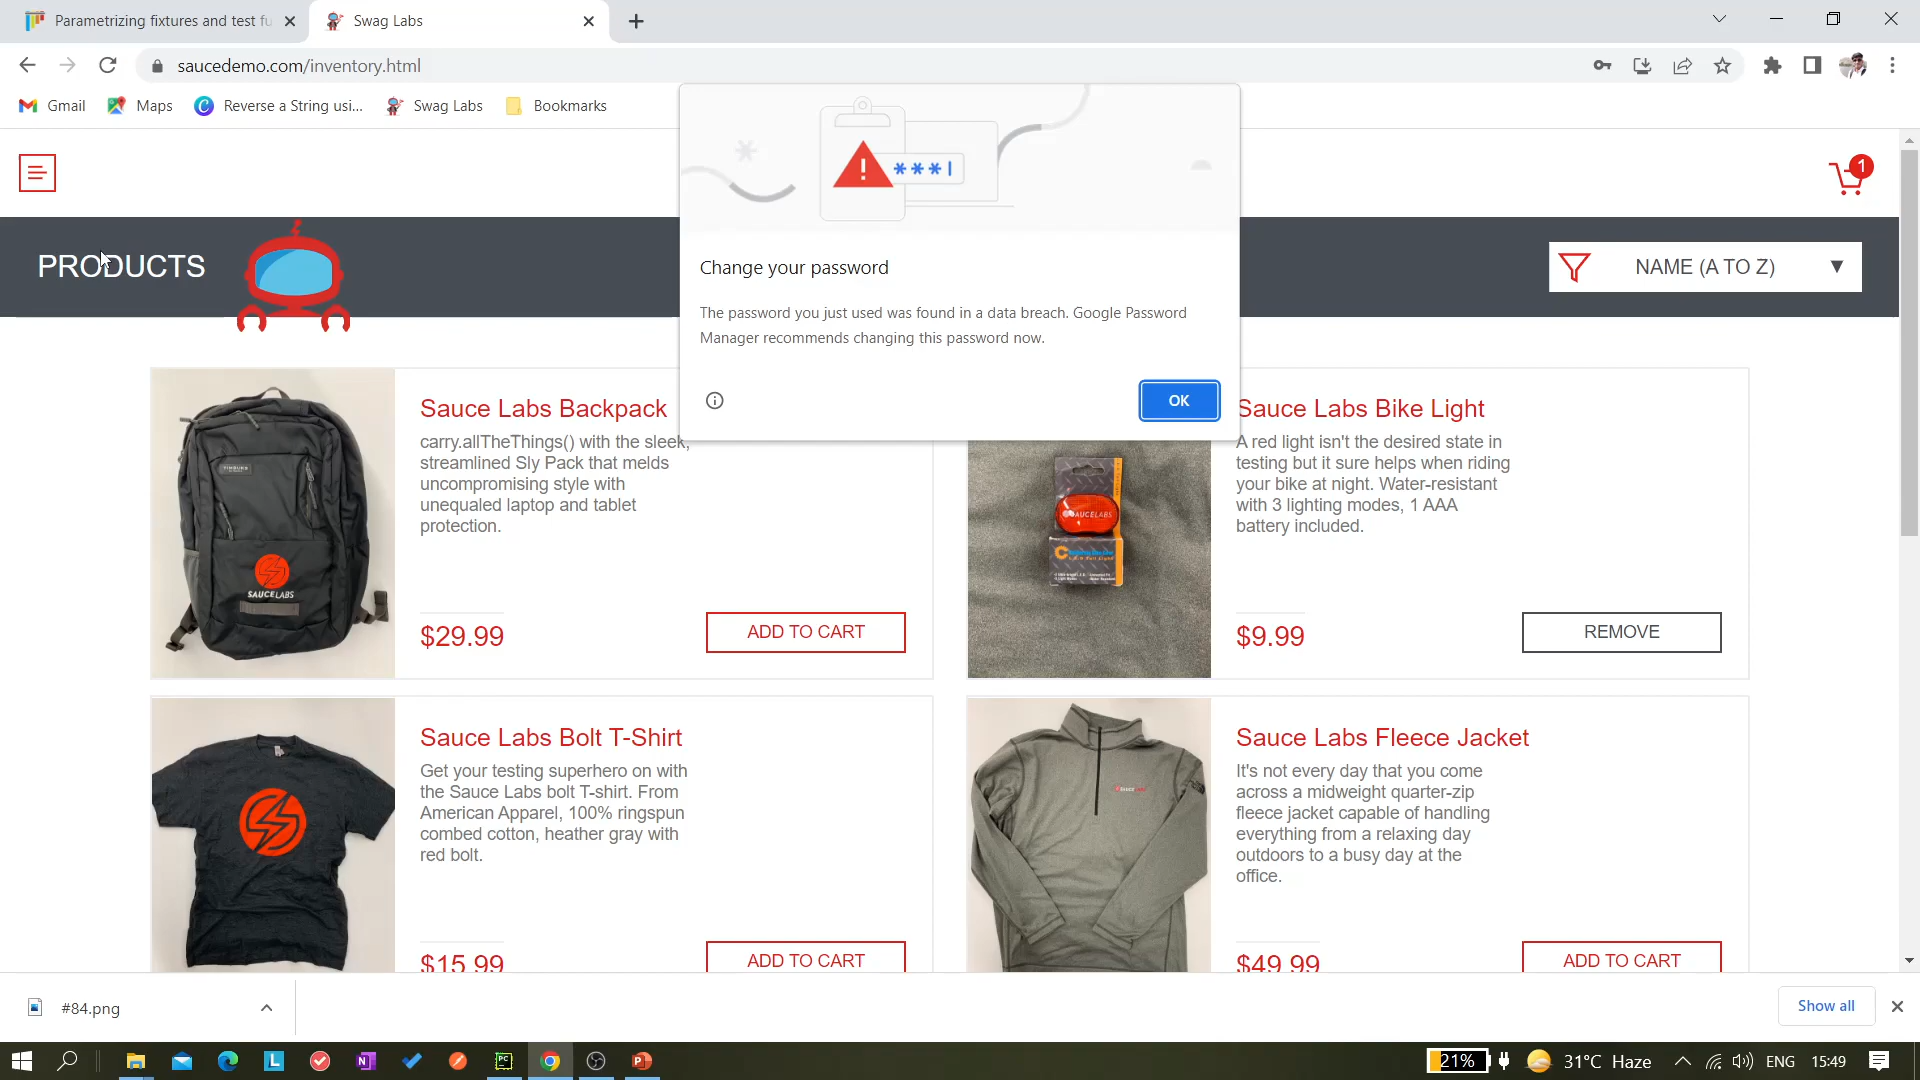 Parametrizing fixtures and test fu
Swag Labs
saucedemo.com/inventory.html
Gmail
Maps
Reverse a String usi...
Swag Labs
Bookmarks
***|
1
PRODUCTS
NAME (A TO Z)
Change your password
The password you just used was found in a data breach. Google Password
Manager recommends changing this password now.
OK
Sauce Labs Backpack
carry.allTheThings() with the sleek,
streamlined Sly Pack that melds
uncompromising style with
unequaled laptop and tablet
protection.
$29.99
ADD TO CART
SAUCELABS
Sauce Labs Bike Light
A red light isn't the desired state in
testing but it sure helps when riding
your bike at night. Water-resistant
with 3 lighting modes, 1 AAA
battery included.
$9.99
REMOVE
SAUCELABS
Sauce Labs Bolt T-Shirt
Get your testing superhero on with
the Sauce Labs bolt T-shirt. From
American Apparel, 100% ringspun
combed cotton, heather gray with
red bolt.
$15.99
ADD TO CART
Sauce Labs Fleece Jacket
It's not every day that you come
across a midweight quarter-zip
fleece jacket capable of handling
everything from a relaxing day
outdoors to a busy day at the
office.
$49.99
ADD TO CART
#84.png
Show all
21%
31°C Haze
ENG
15:49